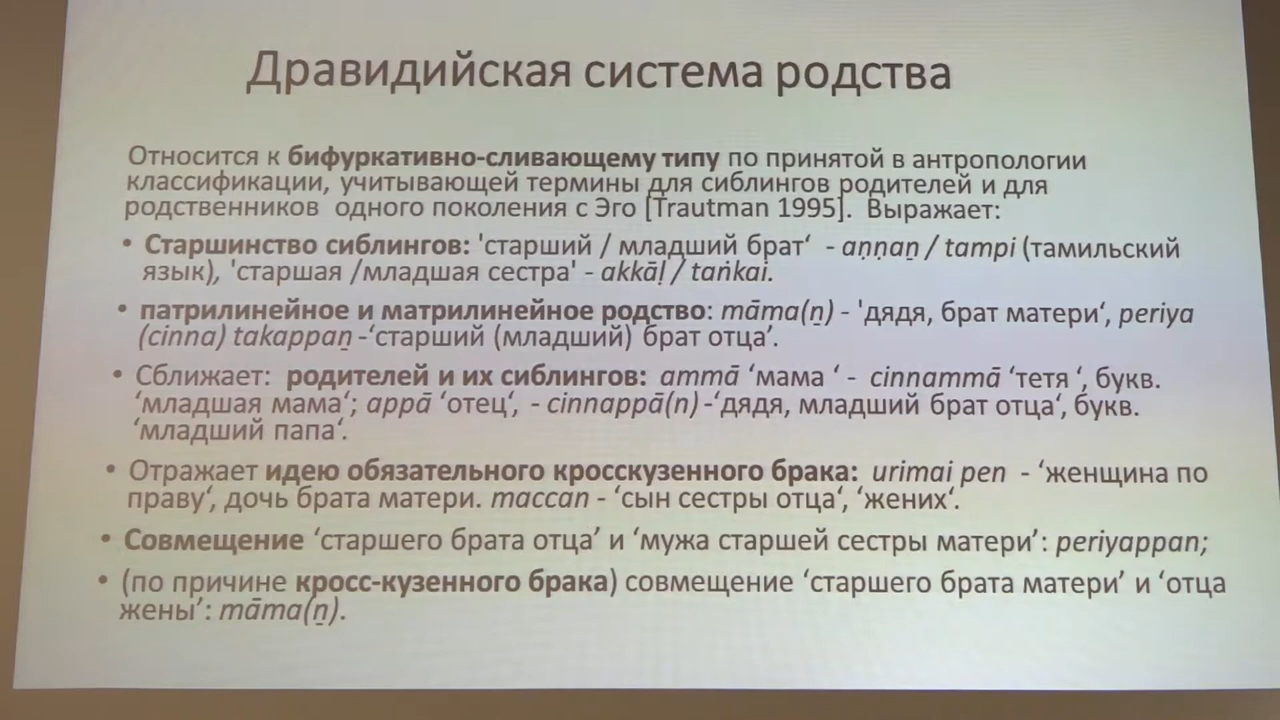 Дравидийская система родства
Относится к бифуркативно-сливающему типу по принятой в антропологии
классификации, учитывающей термины для сиблингов родителей и для
родственников одного поколения с Эго [Trautman 1995]. Выражает:
• Старшинство сиблингов: 'старший / младший брат‘ - aṇṇaṉ / tampi (тамильский
язык), 'старшая /младшая сестра' - akkāḷ / taṅkai.
• патрилинейное и матрилинейное родство: māma(ṉ) - 'дядя, брат матери‘, periya
(cinna) takappaṉ -‘старший (младший) брат отца’.
• Сближает: родителей и их сиблингов: ammā ‘мама ‘ - cinnammā ‘тетя ‘, букв.
‘младшая мама‘; appā ‘отец‘, - cinnappā(n) -‘дядя, младший брат отца‘, букв.
‘младший папа‘.
• Отражает идею обязательного кросскузенного брака: urimai pen - ‘женщина по
праву‘, дочь брата матери. maccan - ‘сын сестры отца‘, ‘жених‘.
• Совмещение ‘старшего брата отца’ и ‘мужа старшей сестры матери’: periyappan;
• (по причине кросс-кузенного брака) совмещение ‘старшего брата матери’ и ‘отца
жены’: māma(ṉ).